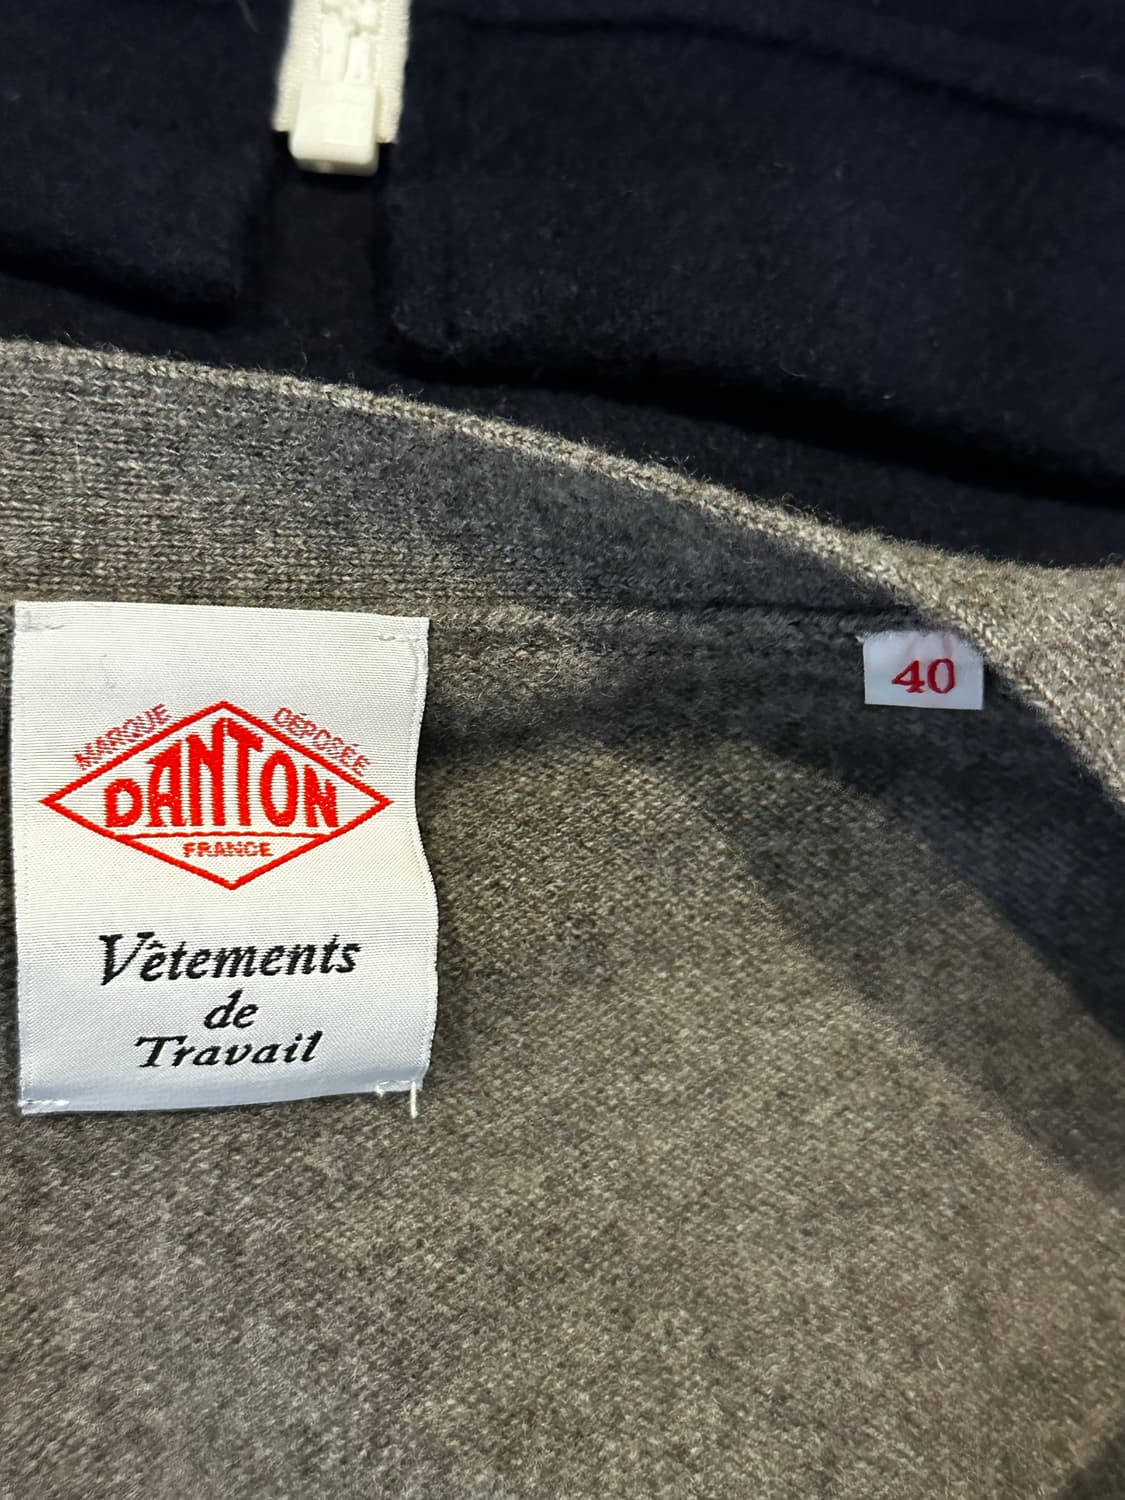 MARQUE DÉPOSÉE
DANTON
FRANCE
Vêtements
de
Travail
40